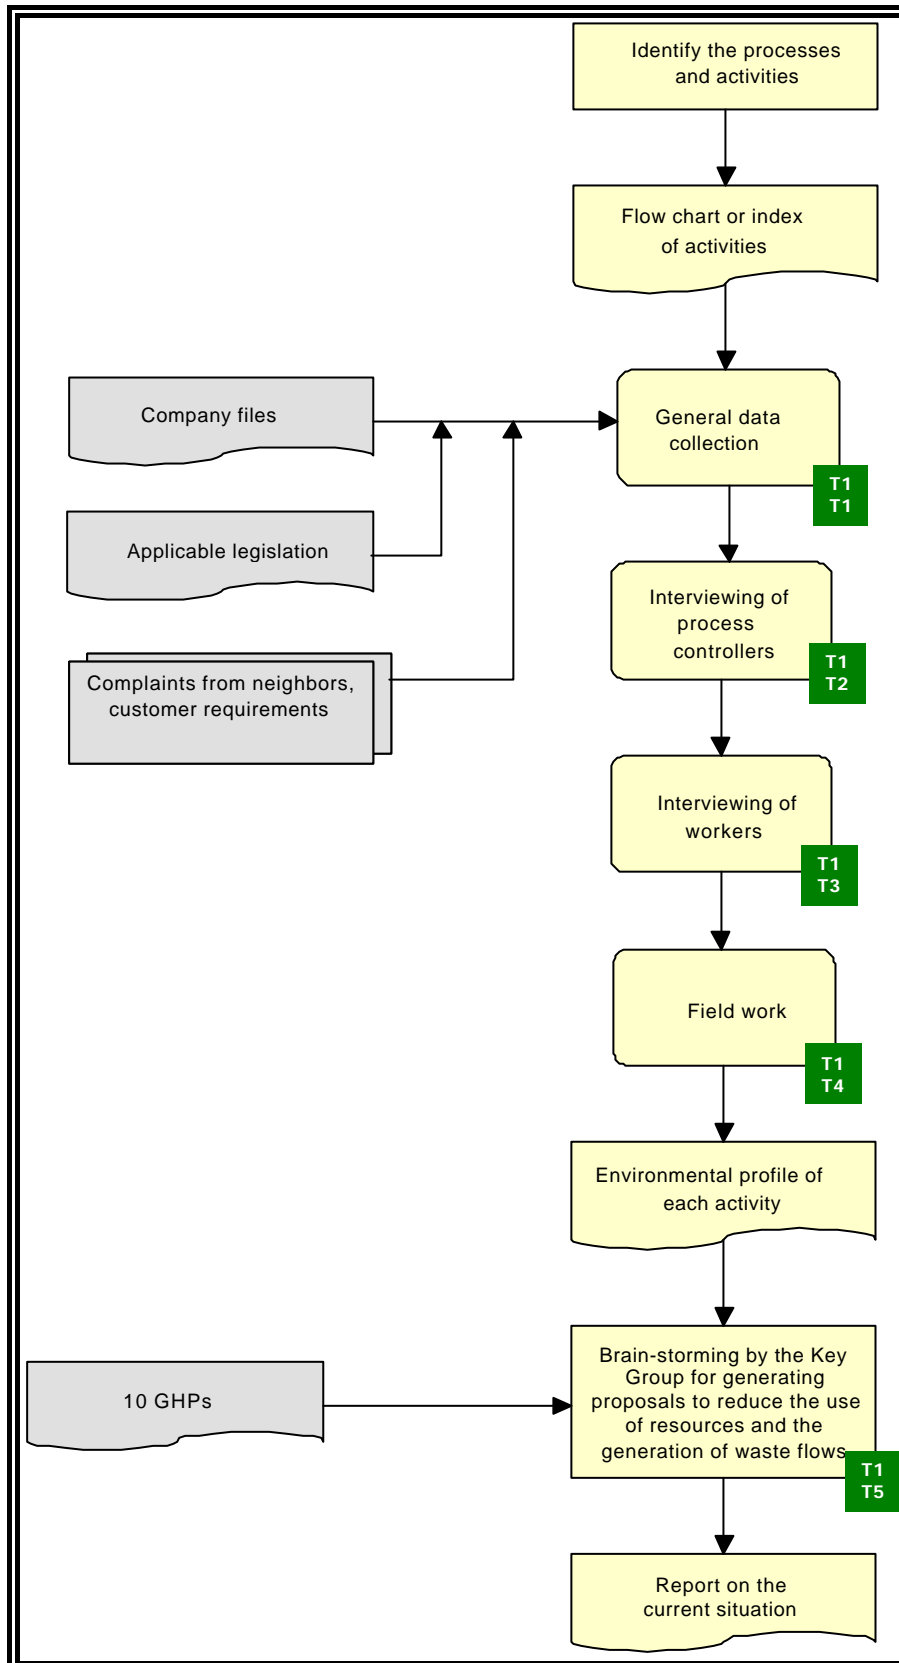 Identify the processes
and activities
Flow chart or index
of activities
Company files
General data
collection
T1
T1
Applicable legislation
Interviewing of
process
controllers
T1
T2
Complaints from neighbors,
customer requirements
Interviewing of
workers
T1
T3
Field work
T1
T4
Environmental profile of
each activity
10 GHPs
Brain-storming by the Key
Group for generating
proposals to reduce the use
of resources and the
generation of waste flows
T1
T5
Report on the
current situation